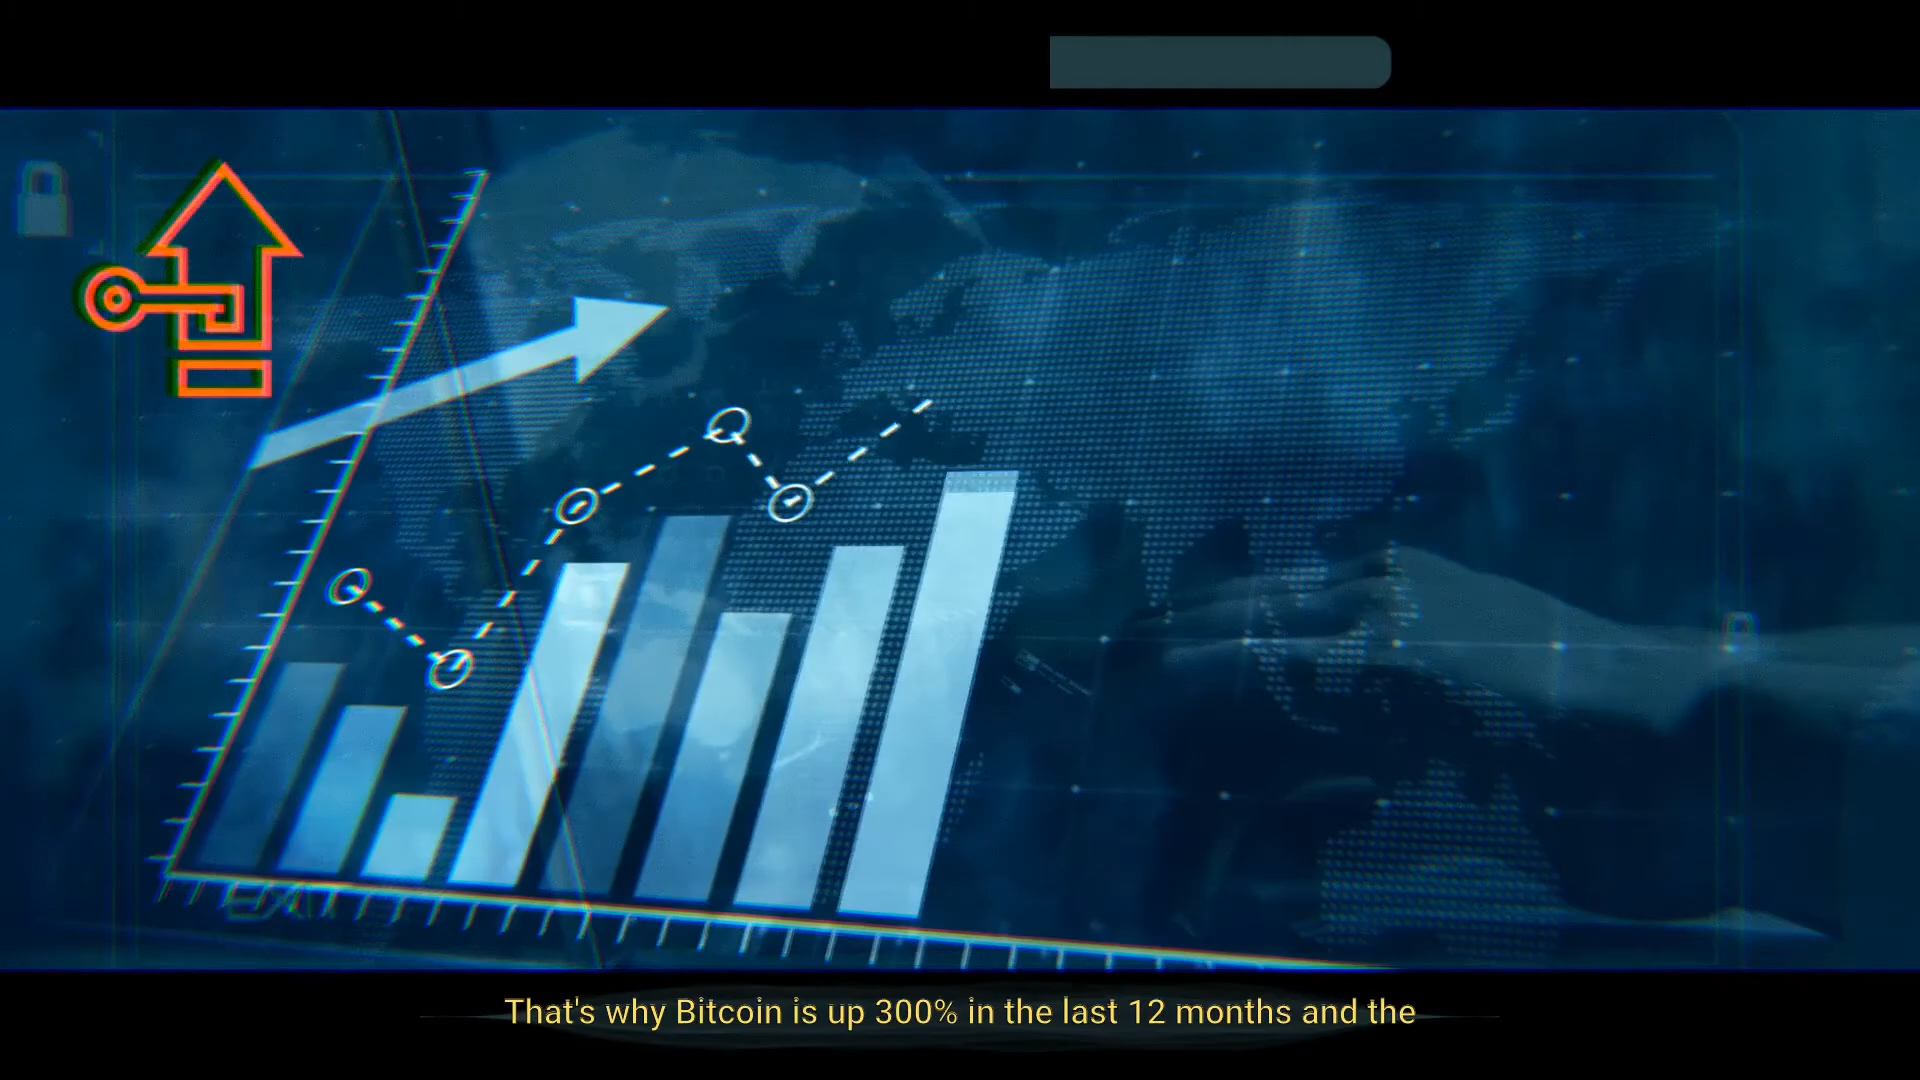 That's why Bitcoin is up 300% in the last 12 months and the